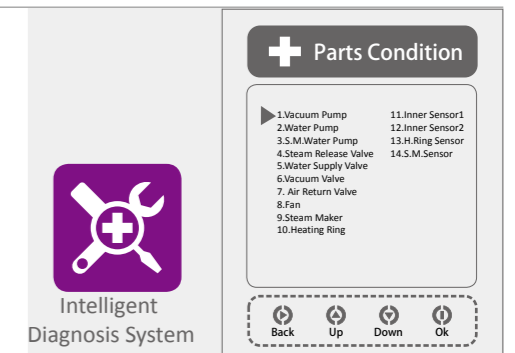 Parts Condition
1.Vacuum Pump
2.Water Pump
3.S.M.Water Pump
4.Steam Release Valve
5.Water Supply Valve
6.Vacuum Valve
7. Air Return Valve
8.Fan
9.Steam Maker
10.Heating Ring
11.Inner Sensor1
12.Inner Sensor2
13.H.Ring Sensor
14.S.M.Sensor
Intelligent
Diagnosis System
Back Up Down Ok